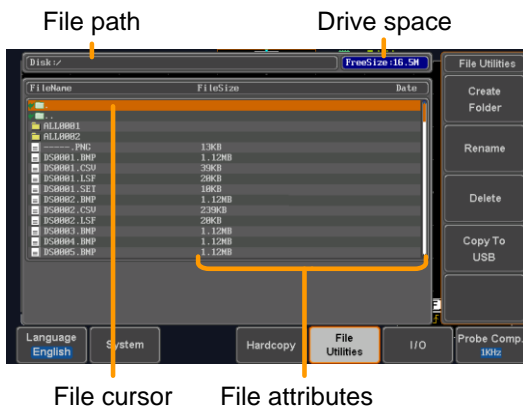 File path
Drive space
Disk:/
FreeSize:16.5M
File Utilities
FileName FileSize Date
Create
Folder
.
..
ALL0001
ALL0002
-----.PNG 13KB
DS0001.BMP 1.12MB
DS0001.CSV 39KB
DS0001.LSF 20KB
DS0001.SET 10KB
DS0002.BMP 1.12MB
DS0002.CSV 239KB
DS0002.LSF 20KB
DS0003.BMP 1.12MB
DS0004.BMP 1.12MB
DS0005.BMP 1.12MB
Rename
Delete
Copy To
USB
Language
English
System
Hardcopy
File
Utilities
I/O
Probe Comp.
1KHz
File cursor
File attributes